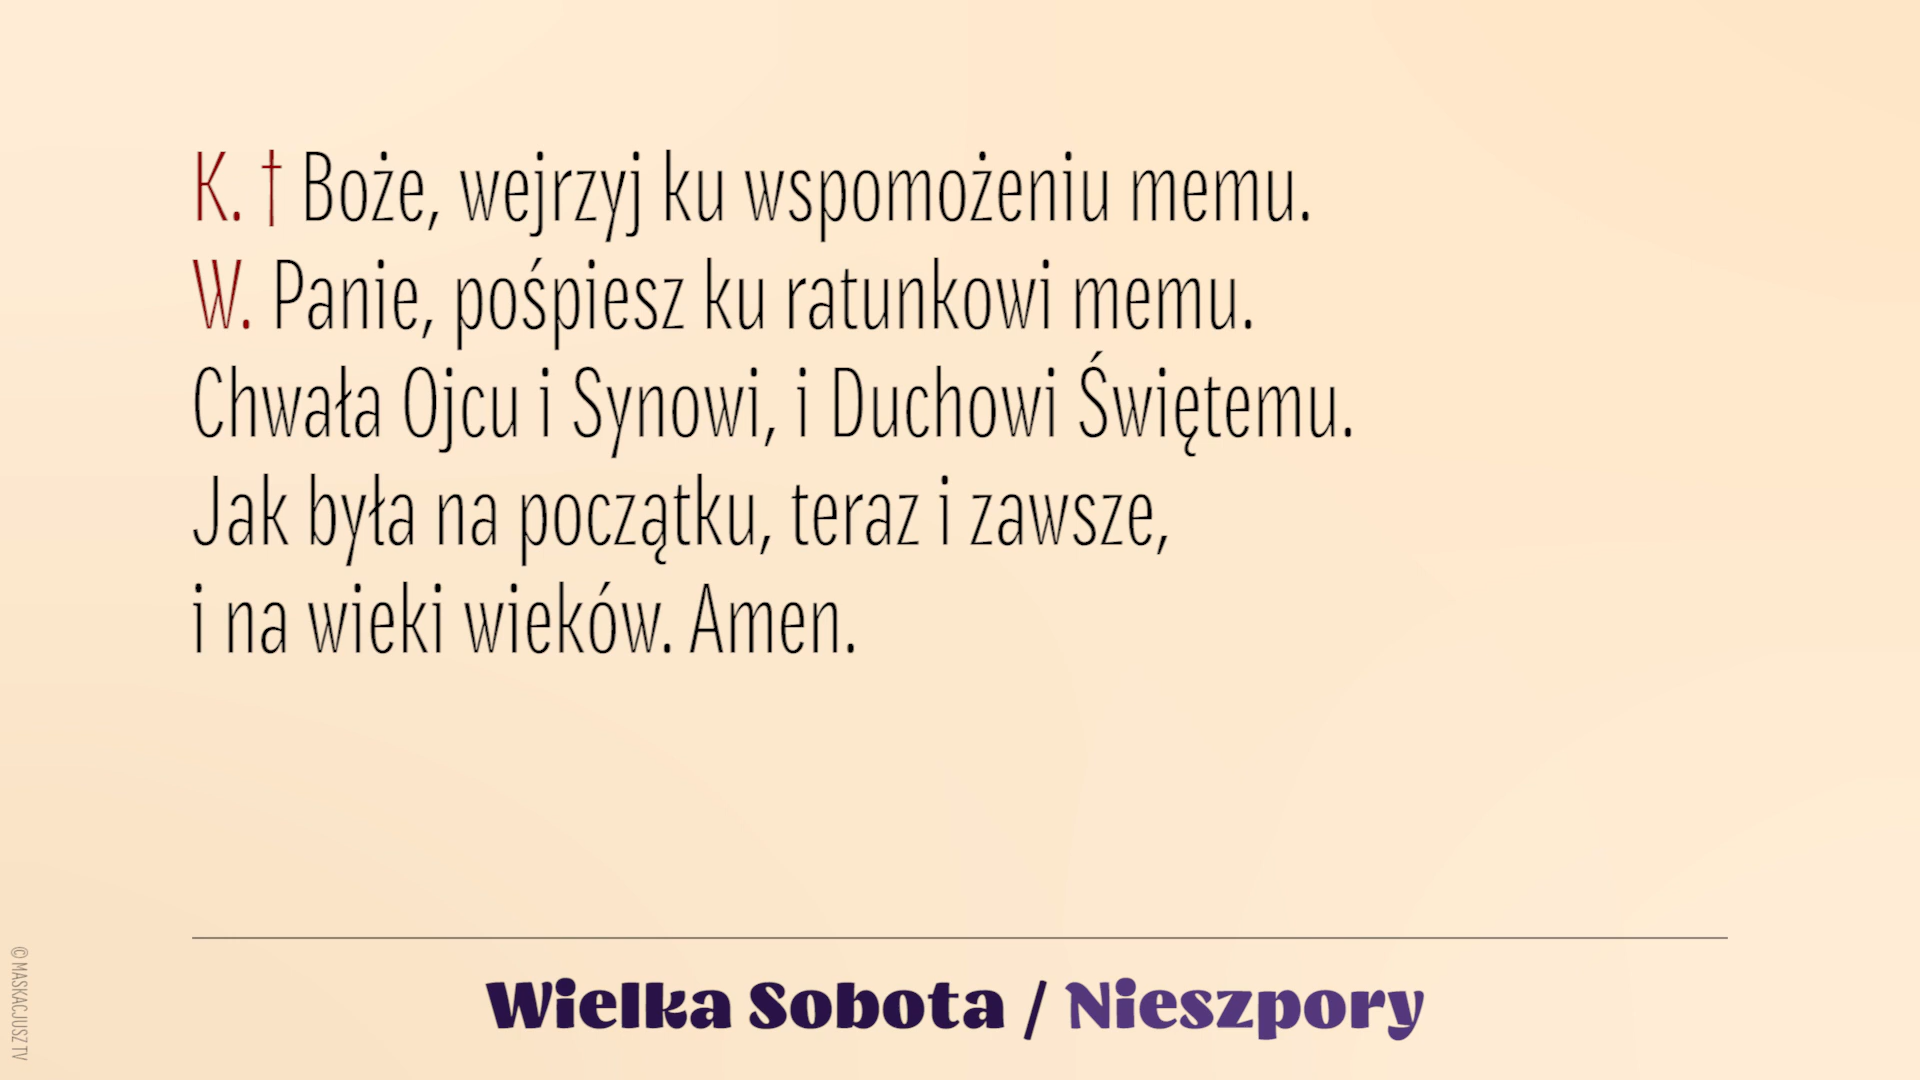 K. † Boże, wejrzyj ku wspomożeniu memu.
W. Panie, pośpiesz ku ratunkowi memu.
Chwała Ojcu i Synowi, i Duchowi Świętemu.
Jak była na początku, teraz i zawsze,
i na wieki wieków. Amen.
Wielka Sobota / Nieszpory
© MASKACJUSZ TV